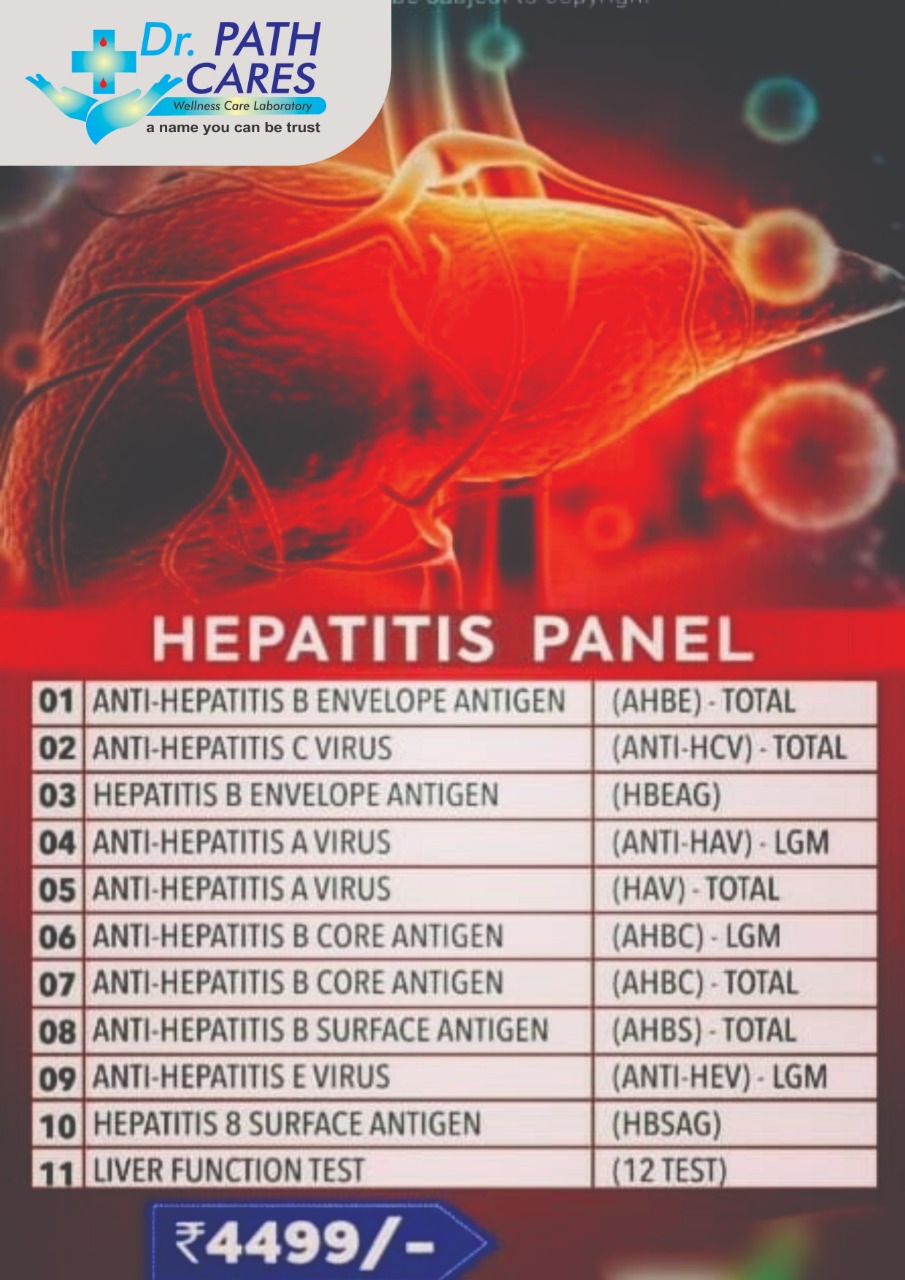 be subject to copyright
Dr. PATH
CARES
Wellness Care Laboratory
a name you can be trust
HEPATITIS PANEL
01 ANTI-HEPATITIS B ENVELOPE ANTIGEN (AHBE) - TOTAL
02 ANTI-HEPATITIS C VIRUS (ANTI-HCV) - TOTAL
03 HEPATITIS B ENVELOPE ANTIGEN (HBEAG)
04 ANTI-HEPATITIS A VIRUS (ANTI-HAV) - LGM
05 ANTI-HEPATITIS A VIRUS (HAV) - TOTAL
06 ANTI-HEPATITIS B CORE ANTIGEN (AHBC) - LGM
07 ANTI-HEPATITIS B CORE ANTIGEN (AHBC) - TOTAL
08 ANTI-HEPATITIS B SURFACE ANTIGEN (AHBS) - TOTAL
09 ANTI-HEPATITIS E VIRUS (ANTI-HEV) - LGM
10 HEPATITIS 8 SURFACE ANTIGEN (HBSAG)
11 LIVER FUNCTION TEST (12 TEST)
₹4499/-